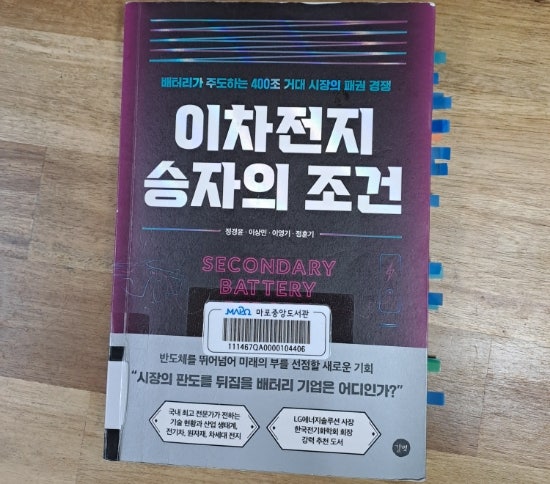 배터리가 주도하는 400조 거대 시장의 패권 경쟁
이차전지
승자의 조건
정경윤 · 이상민 · 이영기 · 정훈기
SECONDARY
BATTERY
MAPO 마포중앙도서관
111467QA0000104406
반도체를 뛰어넘어 미래의 부를 선점할 새로운 기회
“시장의 판도를 뒤집을 배터리 기업은 어디인가?”
국내 최고 전문가가 전하는
기술 현황과 산업 생태계,
전기차, 원자재, 차세대 전지
LG에너지솔루션 사장
한국전기화학회 회장
강력 추천 도서
길벗